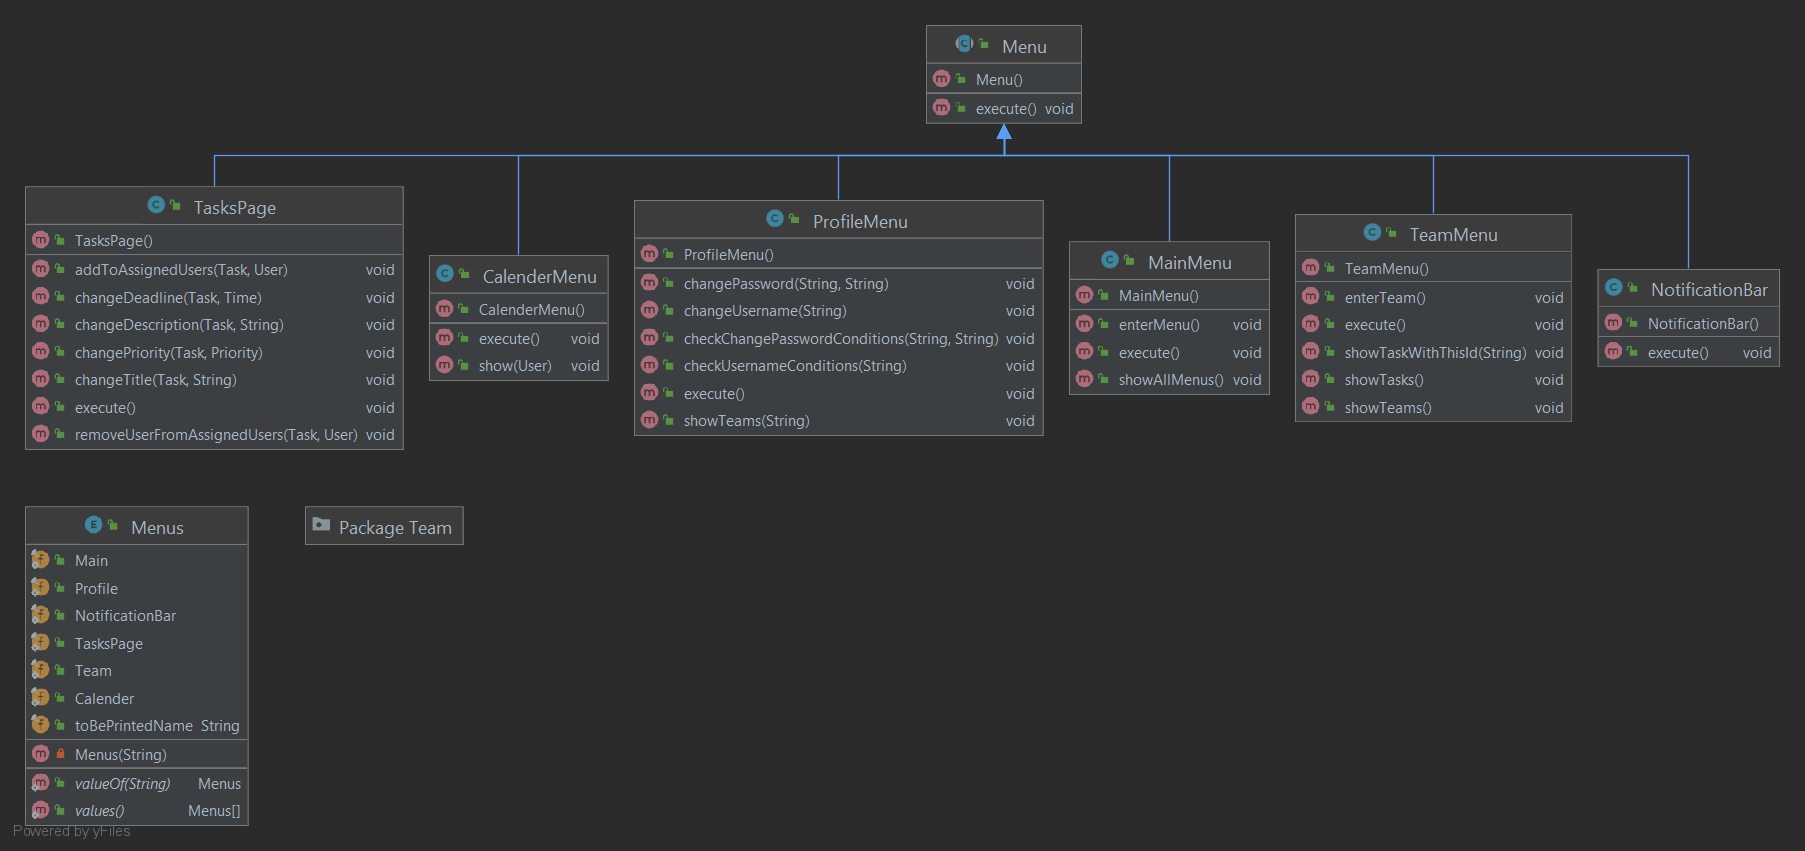 Menu
Menu()
execute() void
TasksPage
TasksPage()
addToAssignedUsers(Task, User) void
changeDeadline(Task, Time) void
changeDescription(Task, String) void
changePriority(Task, Priority) void
changeTitle(Task, String) void
execute() void
removeUserFromAssignedUsers(Task, User) void
CalenderMenu
CalenderMenu()
execute() void
show(User) void
ProfileMenu
ProfileMenu()
changePassword(String, String) void
changeUsername(String) void
checkChangePasswordConditions(String, String) void
checkUsernameConditions(String) void
execute() void
showTeams(String) void
MainMenu
MainMenu()
enterMenu() void
execute() void
showAllMenus() void
TeamMenu
TeamMenu()
enterTeam() void
execute() void
showTaskWithThisId(String) void
showTasks() void
showTeams() void
NotificationBar
NotificationBar()
execute() void
Menus
Main
Profile
NotificationBar
TasksPage
Team
Calender
toBePrintedName String
Menus(String)
valueOf(String) Menus
values() Menus[]
Package Team
Powered by yFiles